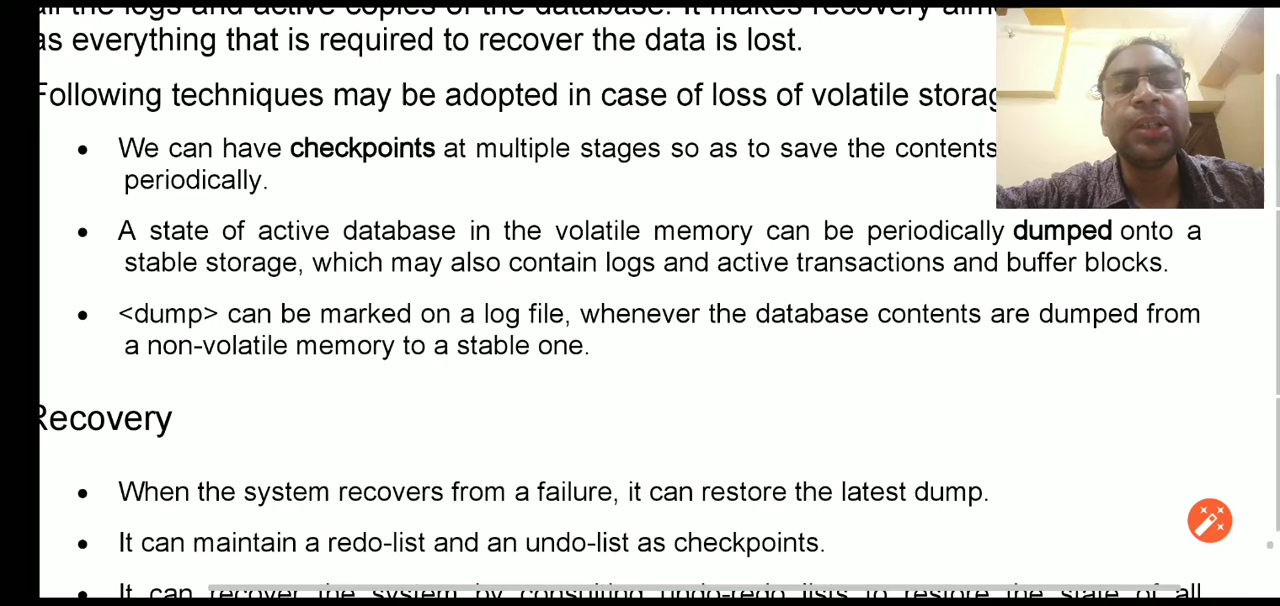 all the logs and active copies of the database. It makes recovery
as everything that is required to recover the data is lost.
Following techniques may be adopted in case of loss of volatile
• We can have checkpoints at multiple stages so as to save the contents
periodically.
• A state of active database in the volatile memory can be periodically dumped onto a
stable storage, which may also contain logs and active transactions and buffer blocks.
• <dump> can be marked on a log file, whenever the database contents are dumped from
a non-volatile memory to a stable one.
Recovery
• When the system recovers from a failure, it can restore the latest dump.
• It can maintain a redo-list and an undo-list as checkpoints.
• It can recover the system by consulting undo-redo lists to restore the state of all